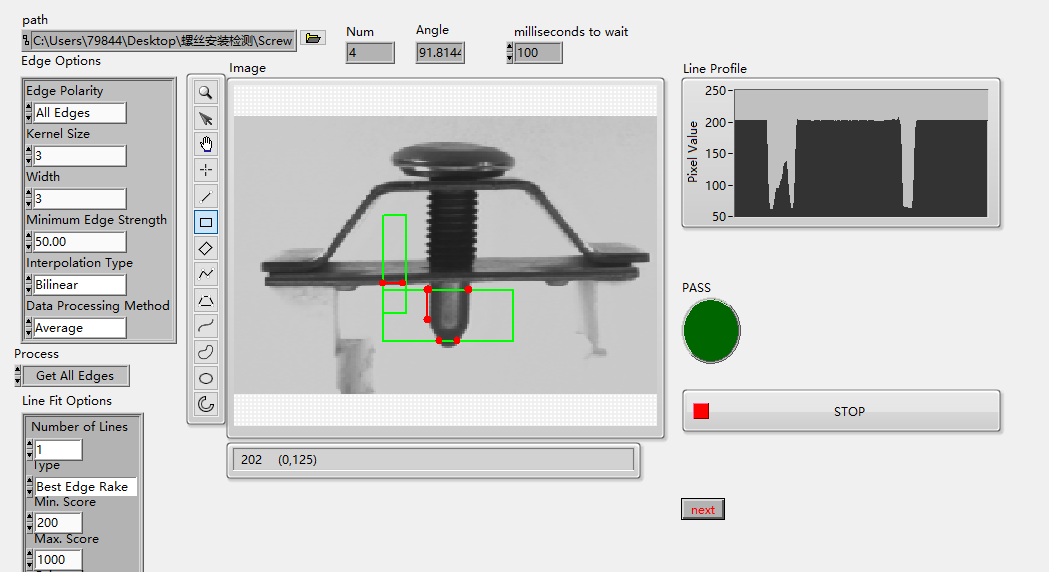 path
C:\Users\79844\Desktop\螺丝安装检测\Screw
Num
4
Angle
91.8144
milliseconds to wait
100
Edge Options
Edge Polarity
All Edges
Kernel Size
3
Width
3
Minimum Edge Strength
50.00
Interpolation Type
Bilinear
Data Processing Method
Average
Process
Get All Edges
Line Fit Options
Number of Lines
1
Type
Best Edge Rake
Min. Score
200
Max. Score
1000
Image
202 (0,125)
Line Profile
Pixel Value
250
200
150
100
50
PASS
STOP
next